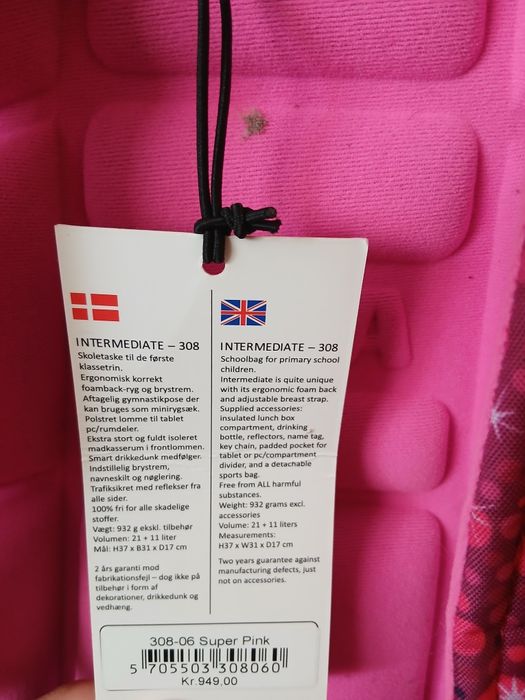 INTERMEDIATE – 308
Skoletaske til de første
klassetrin.
Ergonomisk korrekt
foamback-ryg og brystrem.
Aftagelig gymnastikpose der
kan bruges som minirygsæk.
Polstret lomme til tablet
pc/rumdeler.
Ekstra stort og fuldt isoleret
madkasserum i frontlommen.
Smart drikkedunk medfølger.
Indstillelig brystrem,
navneskilt og nøglering.
Trafiksikret med reflekser fra
alle sider.
100% fri for alle skadelige
stoffer.
Vægt: 932 g ekskl. tilbehør
Volumen: 21 + 11 liter
Mål: H37 x B31 x D17 cm
2 års garanti mod
fabrikationsfejl – dog ikke på
tilbehør i form af
dekorationer, drikkedunk og
vedhæng.
INTERMEDIATE – 308
Schoolbag for primary school
children.
Intermediate is quite unique
with its ergonomic foam back
and adjustable breast strap.
Supplied accessories:
insulated lunch box
compartment, drinking
bottle, reflectors, name tag,
key chain, padded pocket for
tablet or pc/compartment
divider, and a detachable
sports bag.
Free from ALL harmful
substances.
Weight: 932 grams excl.
accessories
Volume: 21 + 11 liters
Measurements:
H37 x W31 x D17 cm
Two years guarantee against
manufacturing defects, just
not on accessories.
308-06 Super Pink
5 705503 308060
Kr.949,00